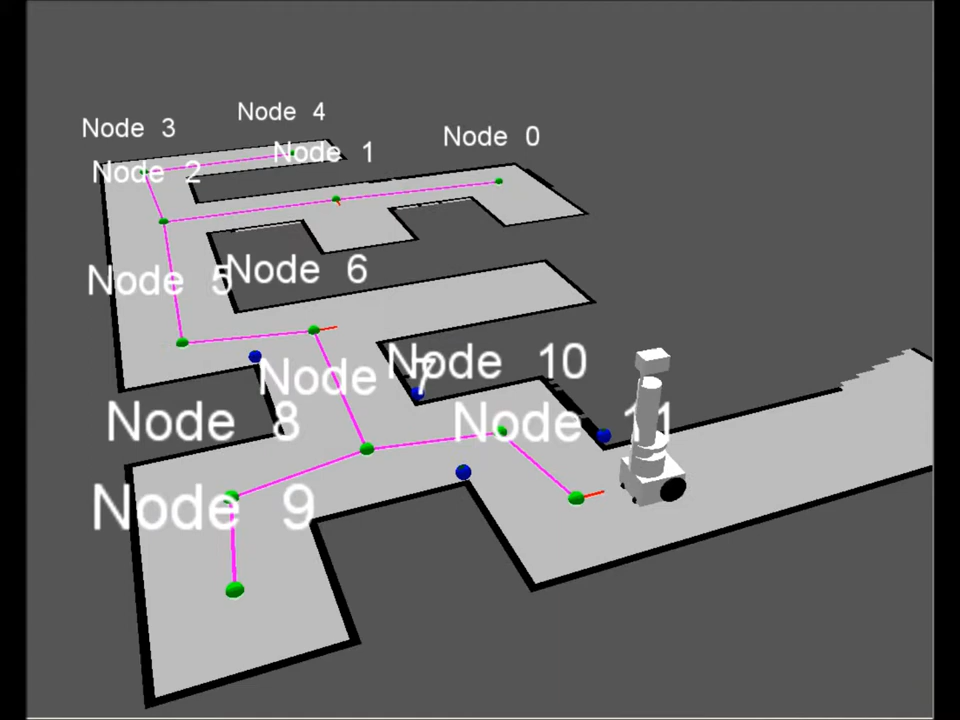 Node 4
Node 3
Node 0
Node 1
Node 2
Node 6
Node 5
Node 10
Node 7
Node 8
Node 11
Node 9